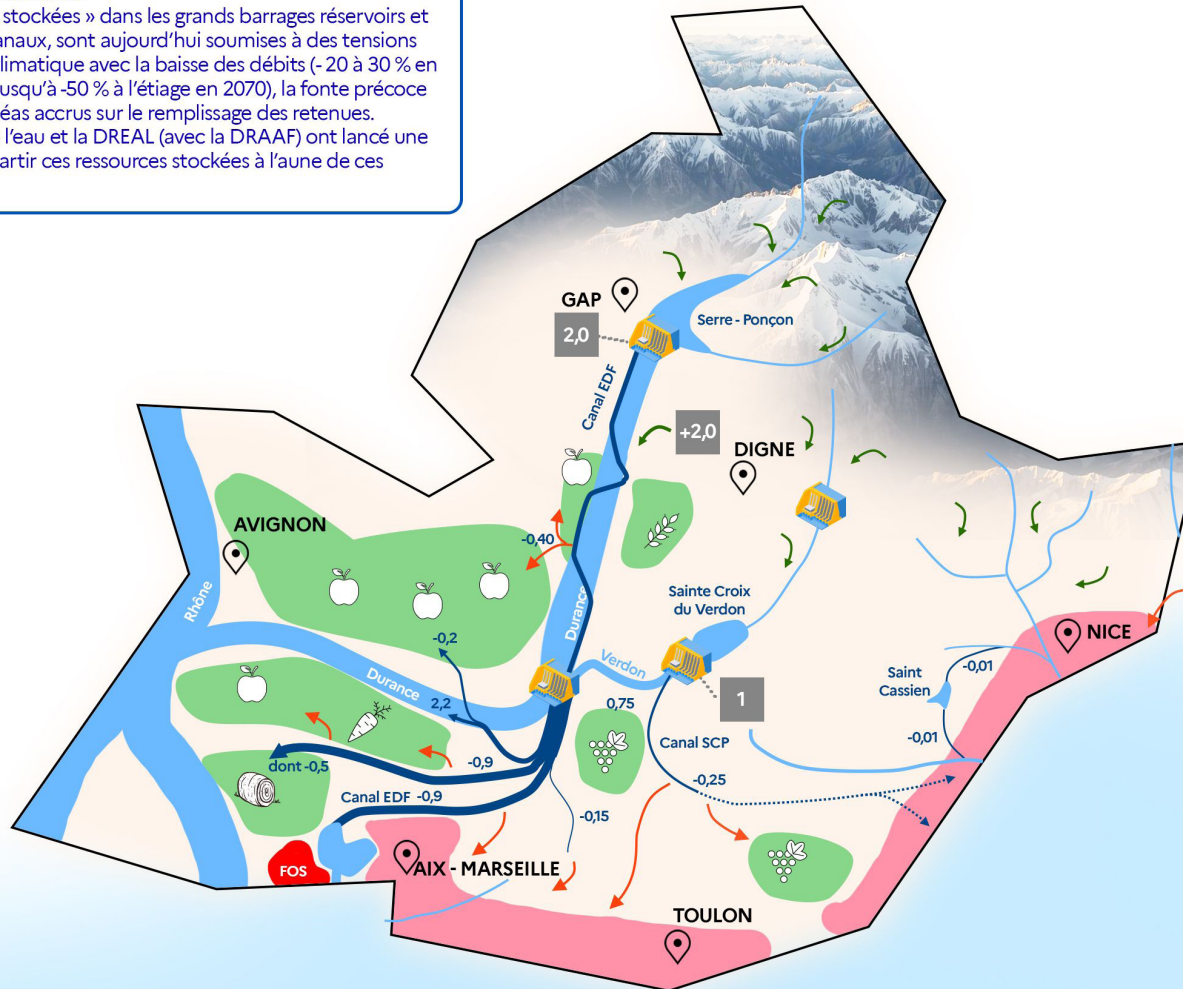 stockées » dans les grands barrages réservoirs et
anaux, sont aujourd'hui soumises à des tensions
limatique avec la baisse des débits (- 20 à 30 % en
usqu'à -50 % à l'étiage en 2070), la fonte précoce
éas accrus sur le remplissage des retenues.
l'eau et la DREAL (avec la DRAAF) ont lancé une
artir ces ressources stockées à l'aune de ces
GAP
2,0
Serre - Ponçon
Canal EDF
+2,0
DIGNE
AVIGNON
-0,40
Rhône
Durance
Sainte Croix
du Verdon
NICE
-0,2
Verdon
Saint
Cassien
-0,01
Durance
2,2
0,75
1
-0,01
Canal SCP
-0,9
dont -0,5
-0,25
Canal EDF -0,9
-0,15
FOS
AIX - MARSEILLE
TOULON